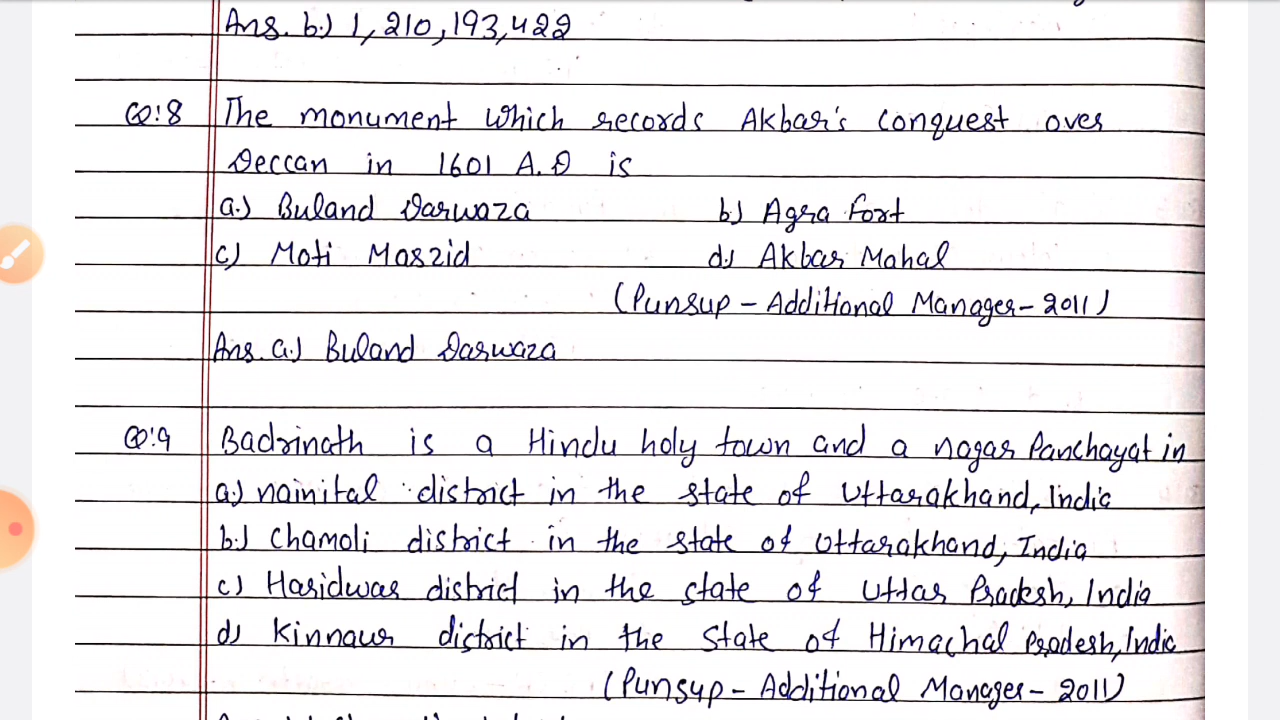 Ans. b.) 1,210,193,422
Q:8 The monument which records Akbar's conquest over
Deccan in 1601 A.D is
a.) Buland Darwaza b.) Agra Fort
c.) Moti Maszid d.) Akbar Mahal
(Punsup - Additional Manager - 2011)
Ans. a.) Buland Darwaza
Q:9 Badrinath is a Hindu holy town and a nagar Panchayat in
a.) nainital district in the state of Uttarakhand, India
b.) Chamoli district in the state of Uttarakhand, India
c.) Haridwar district in the state of Uttar Pradesh, India
d.) Kinnaur district in the State of Himachal Pradesh, India
(Punsup - Additional Manager - 2011)